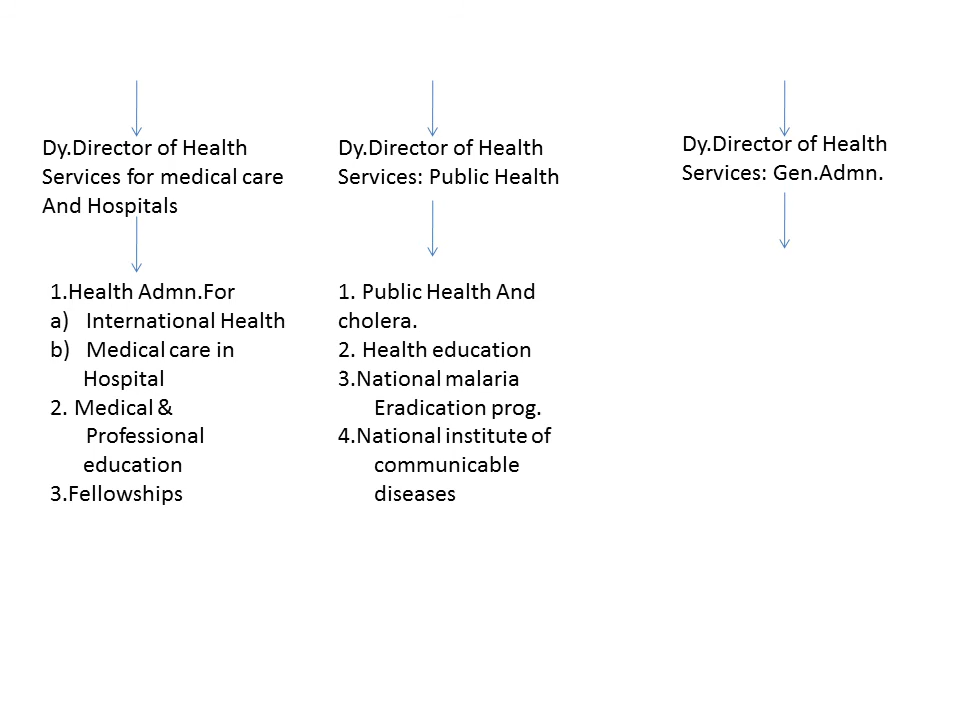 Dy.Director of Health
Services for medical care
And Hospitals
1.Health Admn.For
a) International Health
b) Medical care in
Hospital
2. Medical &
Professional
education
3.Fellowships
Dy.Director of Health
Services: Public Health
1. Public Health And
cholera.
2. Health education
3.National malaria
Eradication prog.
4.National institute of
communicable
diseases
Dy.Director of Health
Services: Gen.Admn.